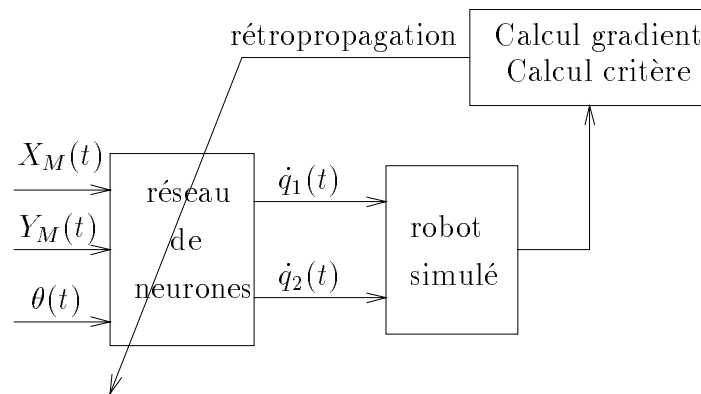 rétropropagation
Calcul gradient
Calcul critère
X_M(t)
Y_M(t)
θ(t)
réseau
de
neurones
q̇_1(t)
q̇_2(t)
robot
simulé